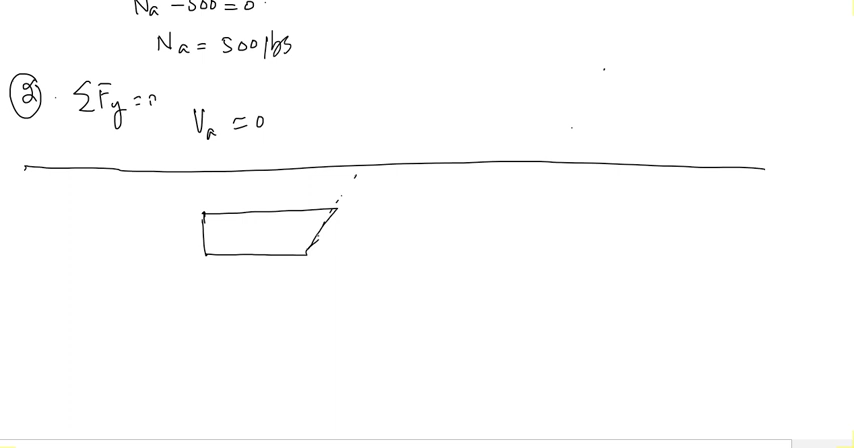 Na - 500 = 0
Na = 500 lbs
② ΣFy = 0
Va = 0